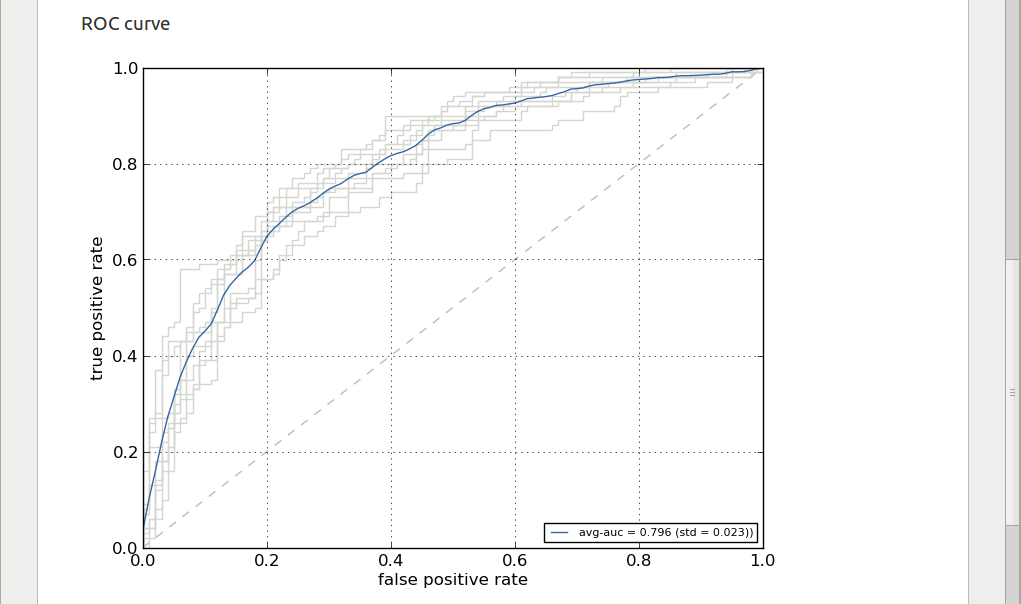 ROC curve
1.0
0.8
0.6
0.4
0.2
0.0
true positive rate
avg-auc = 0.796 (std = 0.023))
0.0 0.2 0.4 0.6 0.8 1.0
false positive rate